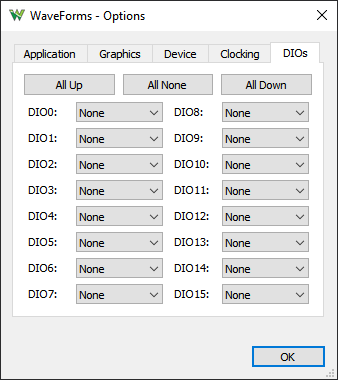 WaveForms - Options
Application Graphics Device Clocking DIOs
All Up All None All Down
DIO0: None DIO8: None
DIO1: None DIO9: None
DIO2: None DIO10: None
DIO3: None DIO11: None
DIO4: None DIO12: None
DIO5: None DIO13: None
DIO6: None DIO14: None
DIO7: None DIO15: None
OK